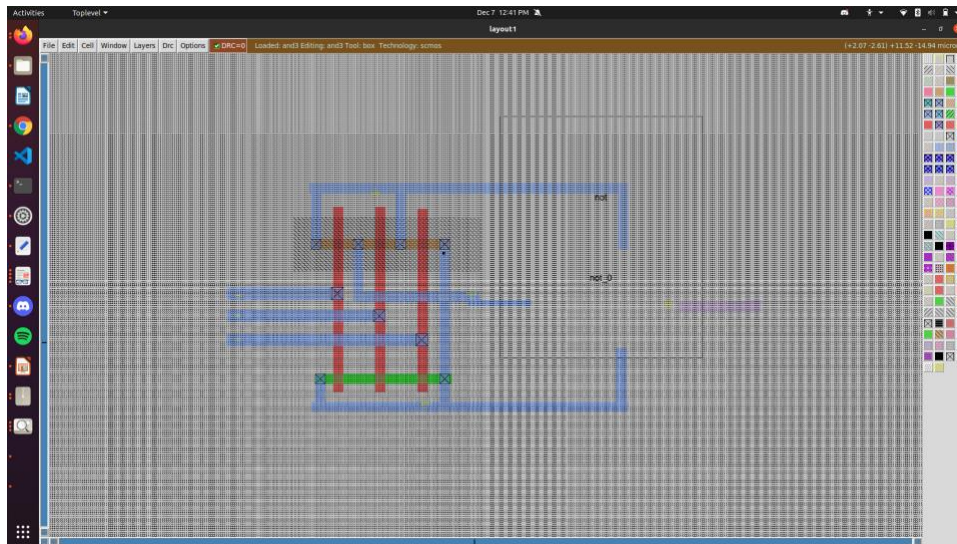 Activities Toplevel Dec 7 12:41 PM
layout1
File Edit Cell Window Layers Drc Options DRC=0 Loaded: and3 Editing: and3 Tool: box Technology: scmos (+2.07 -2.61) +11.52 -14.94 micro
not
not_0